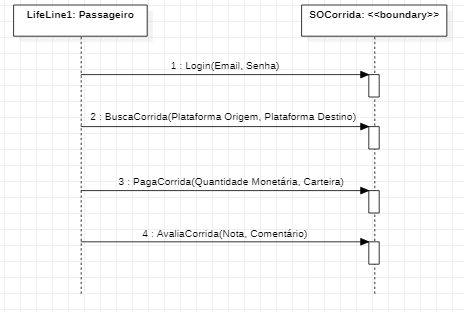 LifeLine1: Passageiro
SOCorrida: <<boundary>>
1 : Login(Email, Senha)
2 : BuscaCorrida(Plataforma Origem, Plataforma Destino)
3 : PagaCorrida(Quantidade Monetária, Carteira)
4 : AvaliaCorrida(Nota, Comentário)